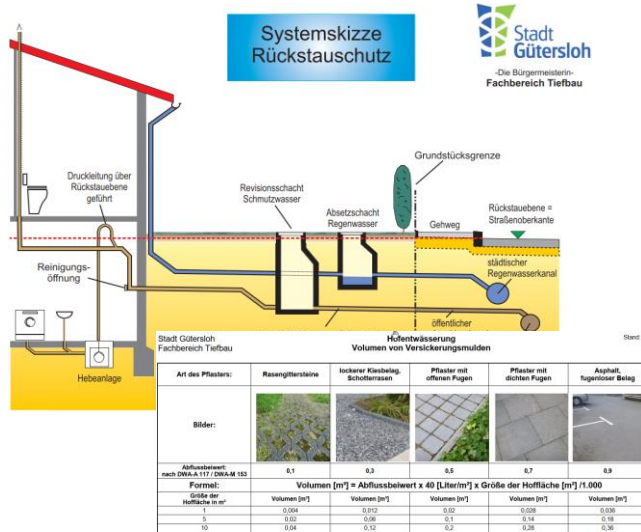 Systemskizze
Rückstauschutz
Stadt
Gütersloh
-Die Bürgermeisterin-
Fachbereich Tiefbau
Grundstücksgrenze
Druckleitung über
Rückstauebene
geführt
Revisionsschacht
Schmutzwasser
Absetzschacht
Regenwasser
Gehweg
Rückstauebene =
Straßenoberkante
Reinigungs-
öffnung
städtischer
Regenwasserkanal
öffentlicher
Hebeanlage
Stadt Gütersloh
Fachbereich Tiefbau
Hofentwässerung
Volumen von Versickerungsmulden
Stand
Art des Pflasters: Rasengittersteine lockerer Kiesbelag, Schotterrasen Pflaster mit offenen Fugen Pflaster mit dichten Fugen Asphalt, fugenloser Belag
Bilder:
Abflussbeiwert:
nach DWA-A 117 / DWA-M 153 0,1 0,3 0,5 0,7 0,9
Formel: Volumen [m³] = Abflussbeiwert x 40 [Liter/m²] x Größe der Hoffläche [m²] /1.000
Größe der Hoffläche in m² Volumen [m³] Volumen [m³] Volumen [m³] Volumen [m³] Volumen [m³]
1 0,004 0,012 0,02 0,028 0,036
5 0,02 0,06 0,1 0,14 0,18
10 0,04 0,12 0,2 0,28 0,36